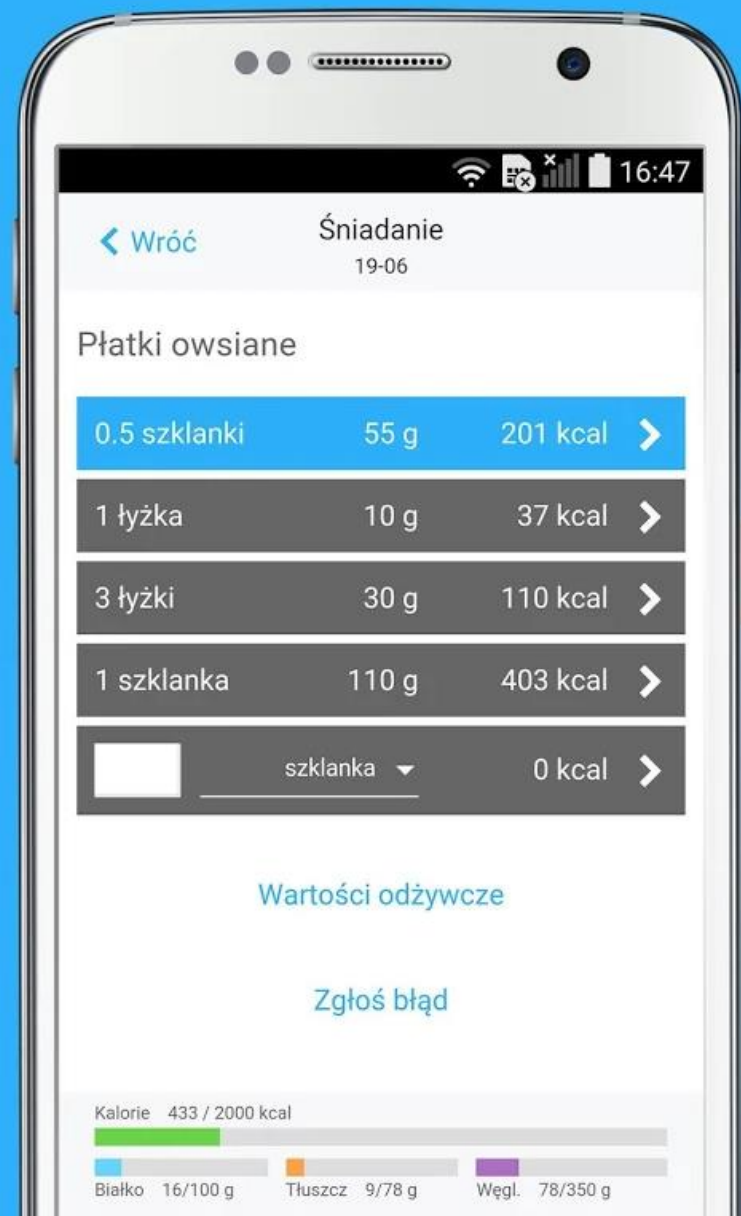 16:47
Wróć
Śniadanie
19-06
Płatki owsiane
0.5 szklanki 55 g 201 kcal
1 łyżka 10 g 37 kcal
3 łyżki 30 g 110 kcal
1 szklanka 110 g 403 kcal
szklanka 0 kcal
Wartości odżywcze
Zgłoś błąd
Kalorie 433 / 2000 kcal
Białko 16/100 g Tłuszcz 9/78 g Węgl. 78/350 g